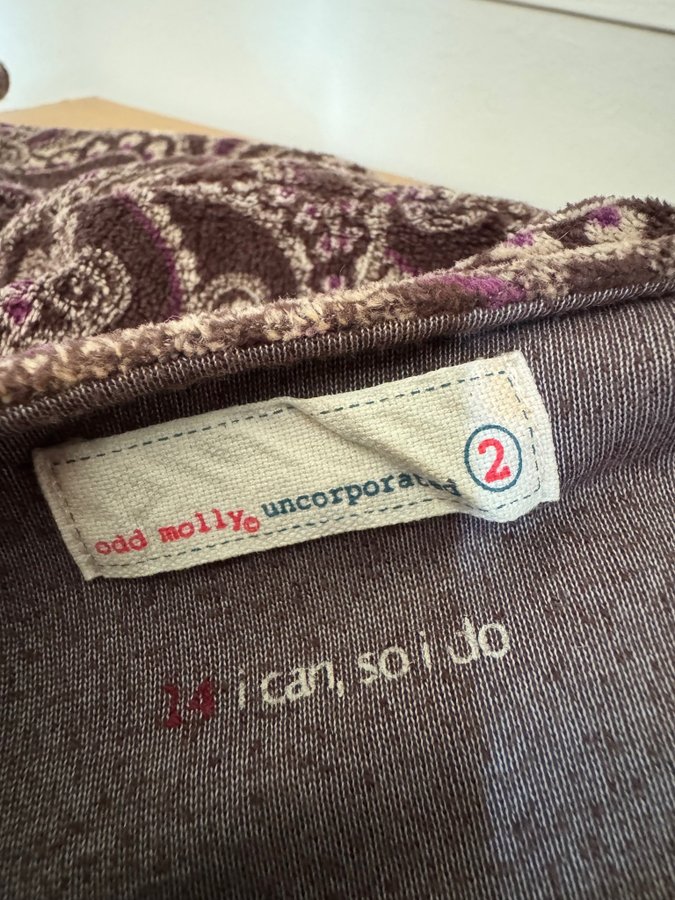 odd molly© uncorporated 2
14 i can, so i do